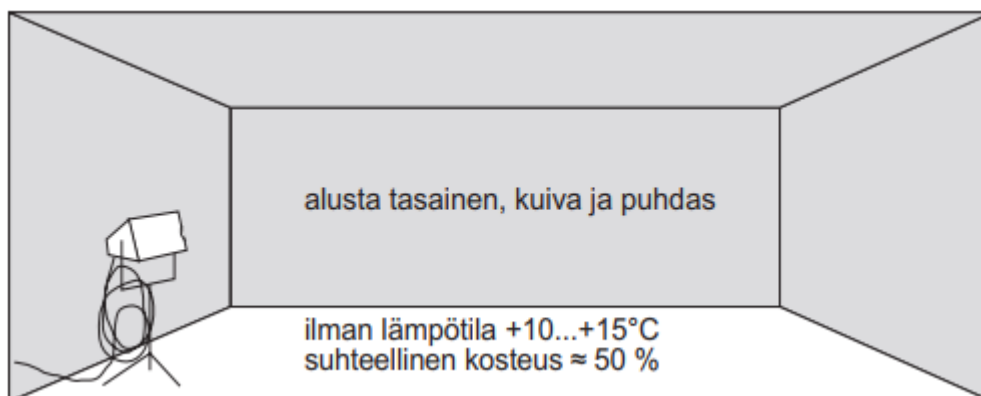 alusta tasainen, kuiva ja puhdas
ilman lämpötila +10...+15°C
suhteellinen kosteus ≈ 50 %